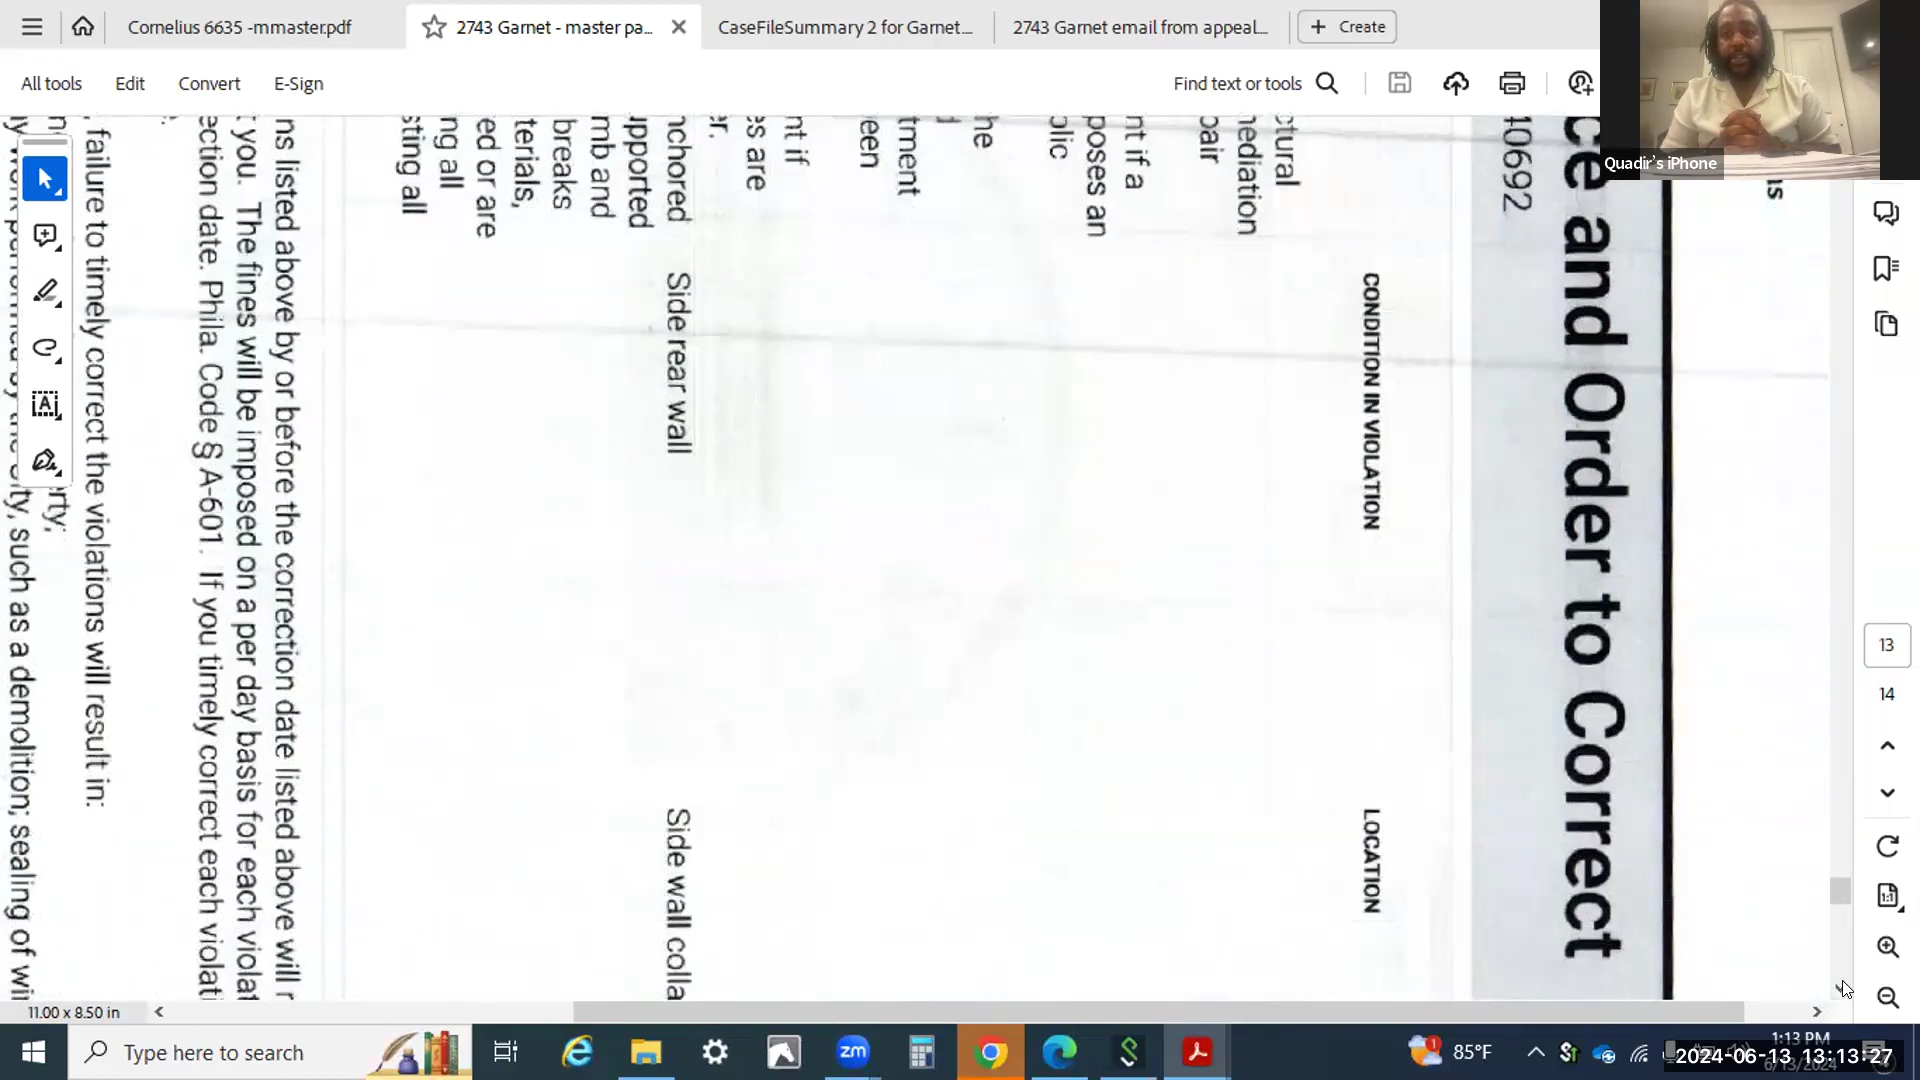 Cornelius 6635 -mmaster.pdf
2743 Garnet - master pa...
CaseFileSummary 2 for Garnet....
2743 Garnet email from appeal...
Create
All tools
Edit
Convert
E-Sign
Find text or tools
Quadir's iPhone
ce and Order to Correct
40692
CONDITION IN VIOLATION
LOCATION
ctural
nediation
pair
nt if a
poses an
blic
he
tment
een
nt if
es are
er.
nchored
Side rear wall
Side wall colla
upported
mb and
breaks
terials,
ed or are
ng all
sting all
ns listed above by or before the correction date listed above will r
you. The fines will be imposed on a per day basis for each violat
ection date. Phila. Code § A-601. If you timely correct each violati
, failure to timely correct the violations will result in:
rty;
ity, such as a demolition; sealing of wi
13
14
11.00 x 8.50 in
Type here to search
zm
85°F
1:13 PM
6/13/2024
2024-06-13 13:13:27